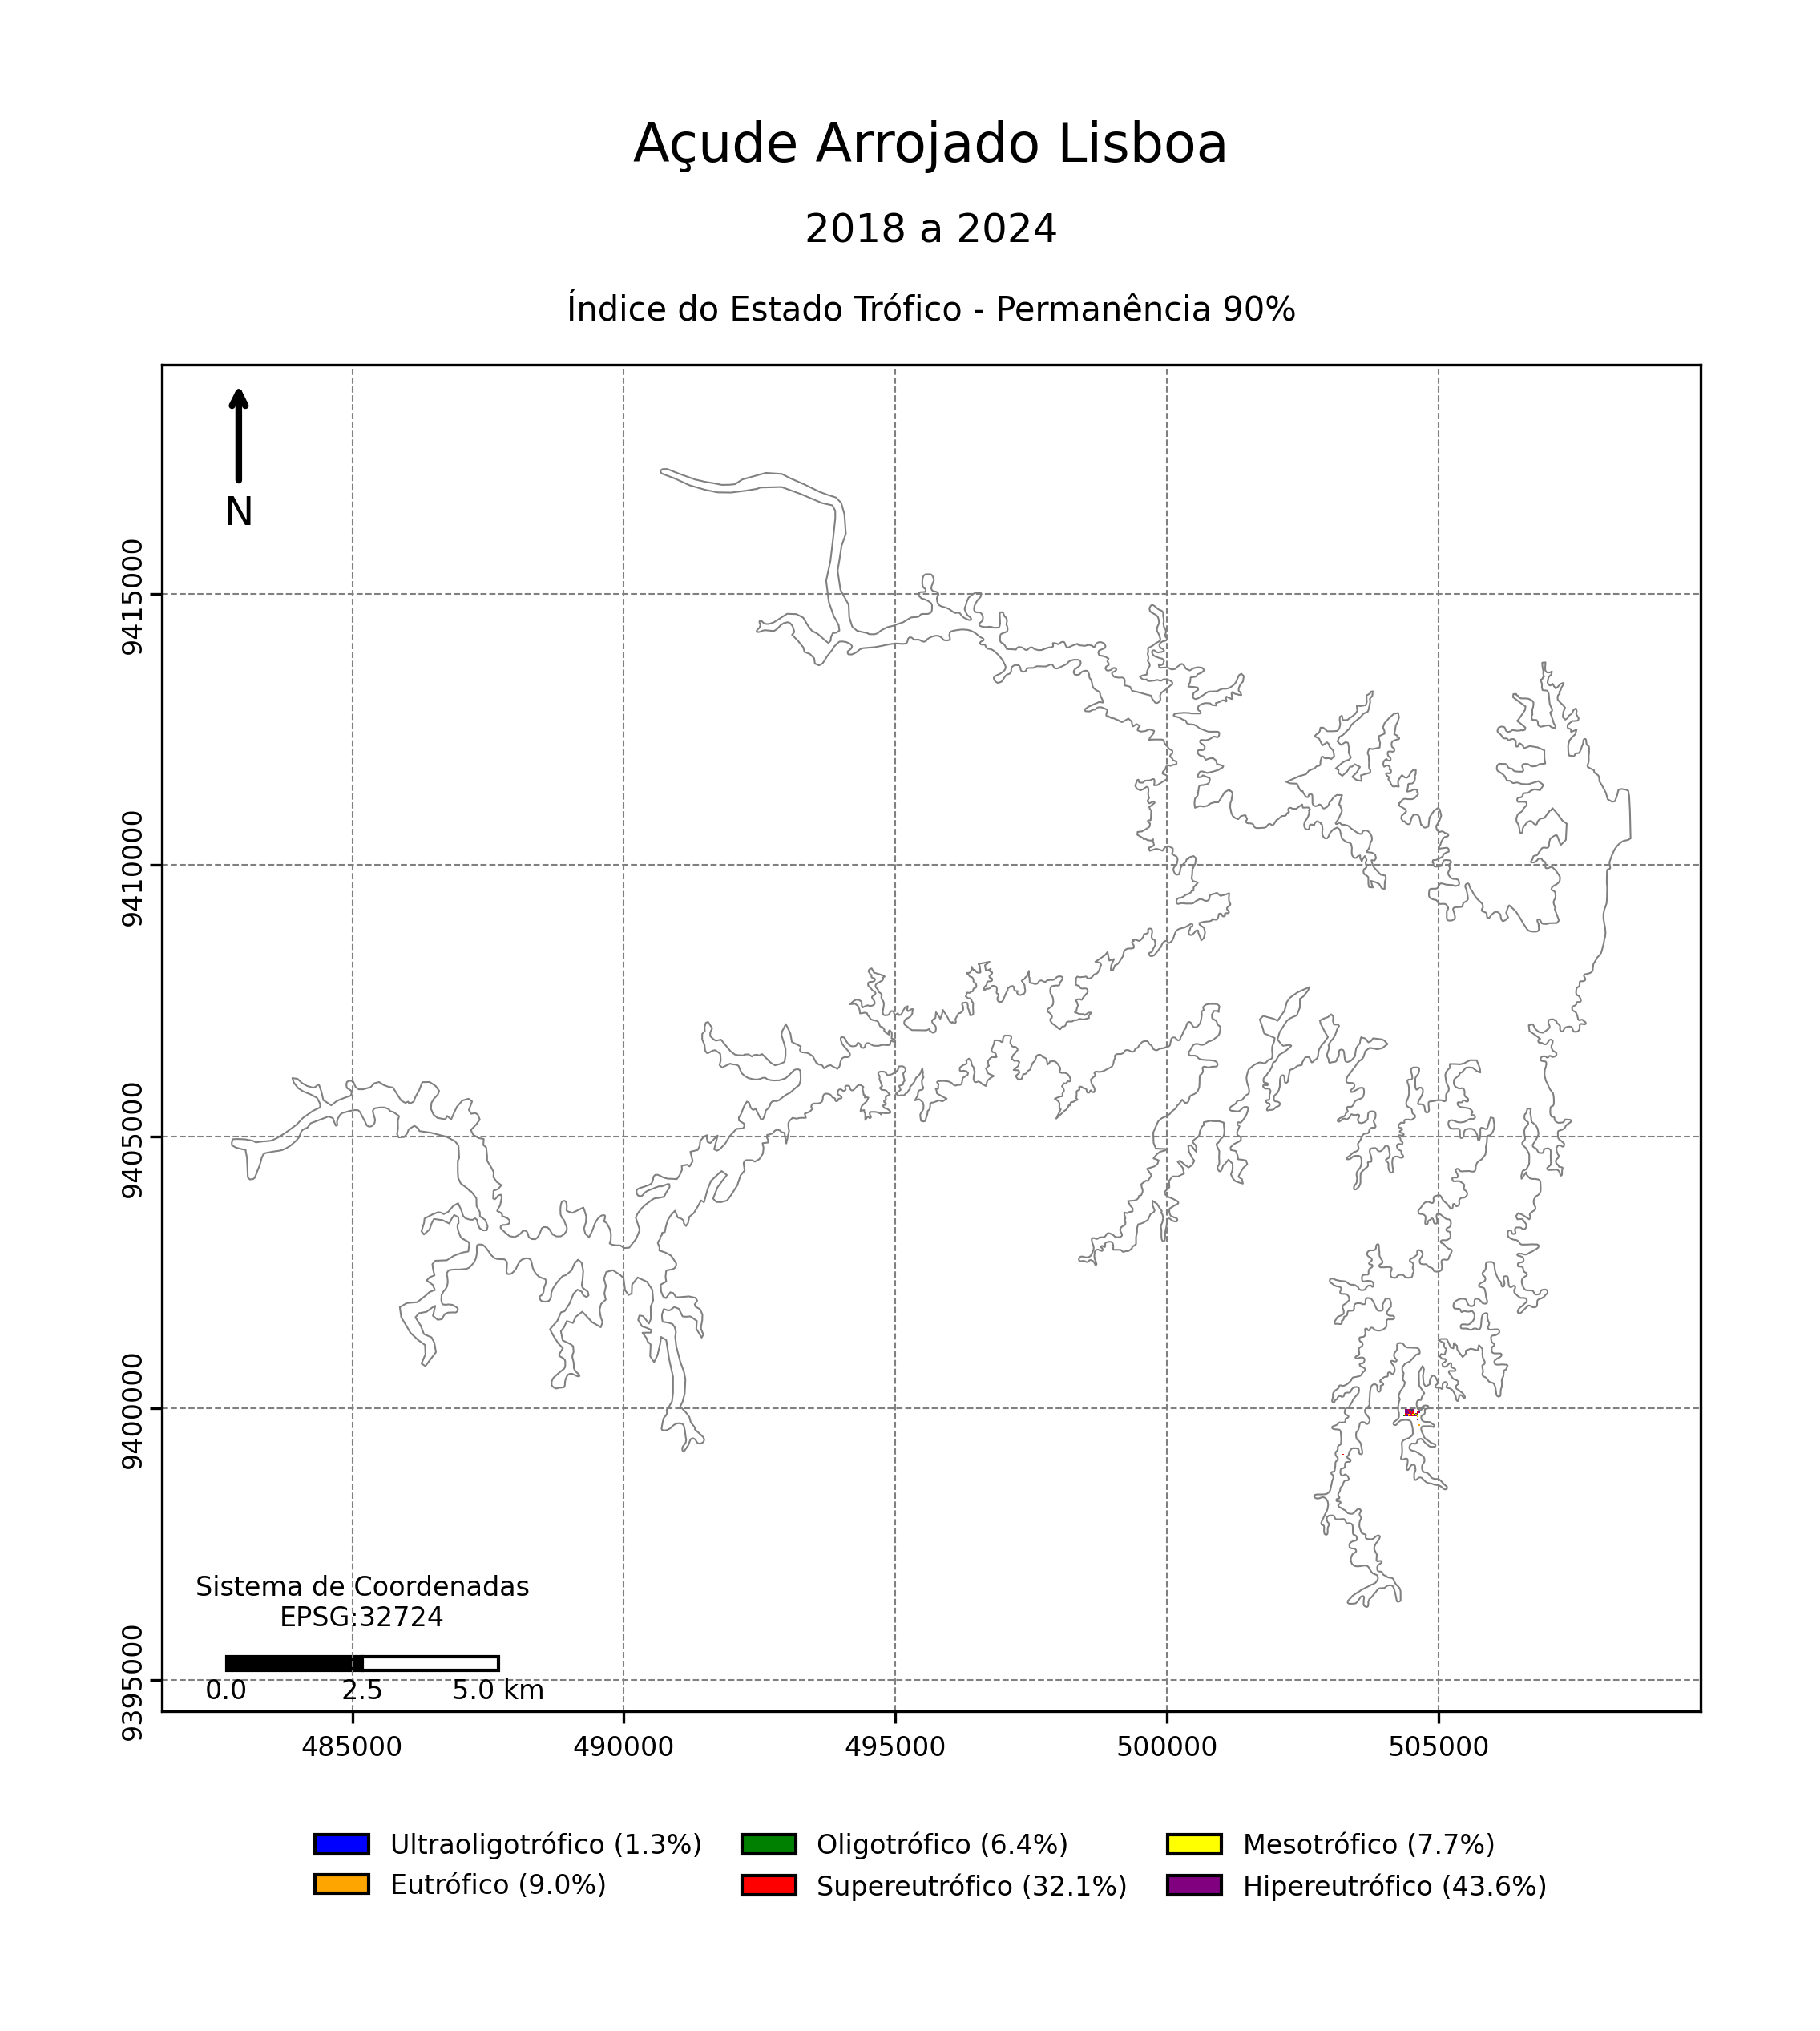 Açude Arrojado Lisboa
2018 a 2024
Índice do Estado Trófico - Permanência 90%
N
9415000
9410000
9405000
9400000
9395000
Sistema de Coordenadas
EPSG:32724
0.0 2.5 5.0 km
485000 490000 495000 500000 505000
Ultraoligotrófico (1.3%) Oligotrófico (6.4%) Mesotrófico (7.7%)
Eutrófico (9.0%) Supereutrófico (32.1%) Hipereutrófico (43.6%)